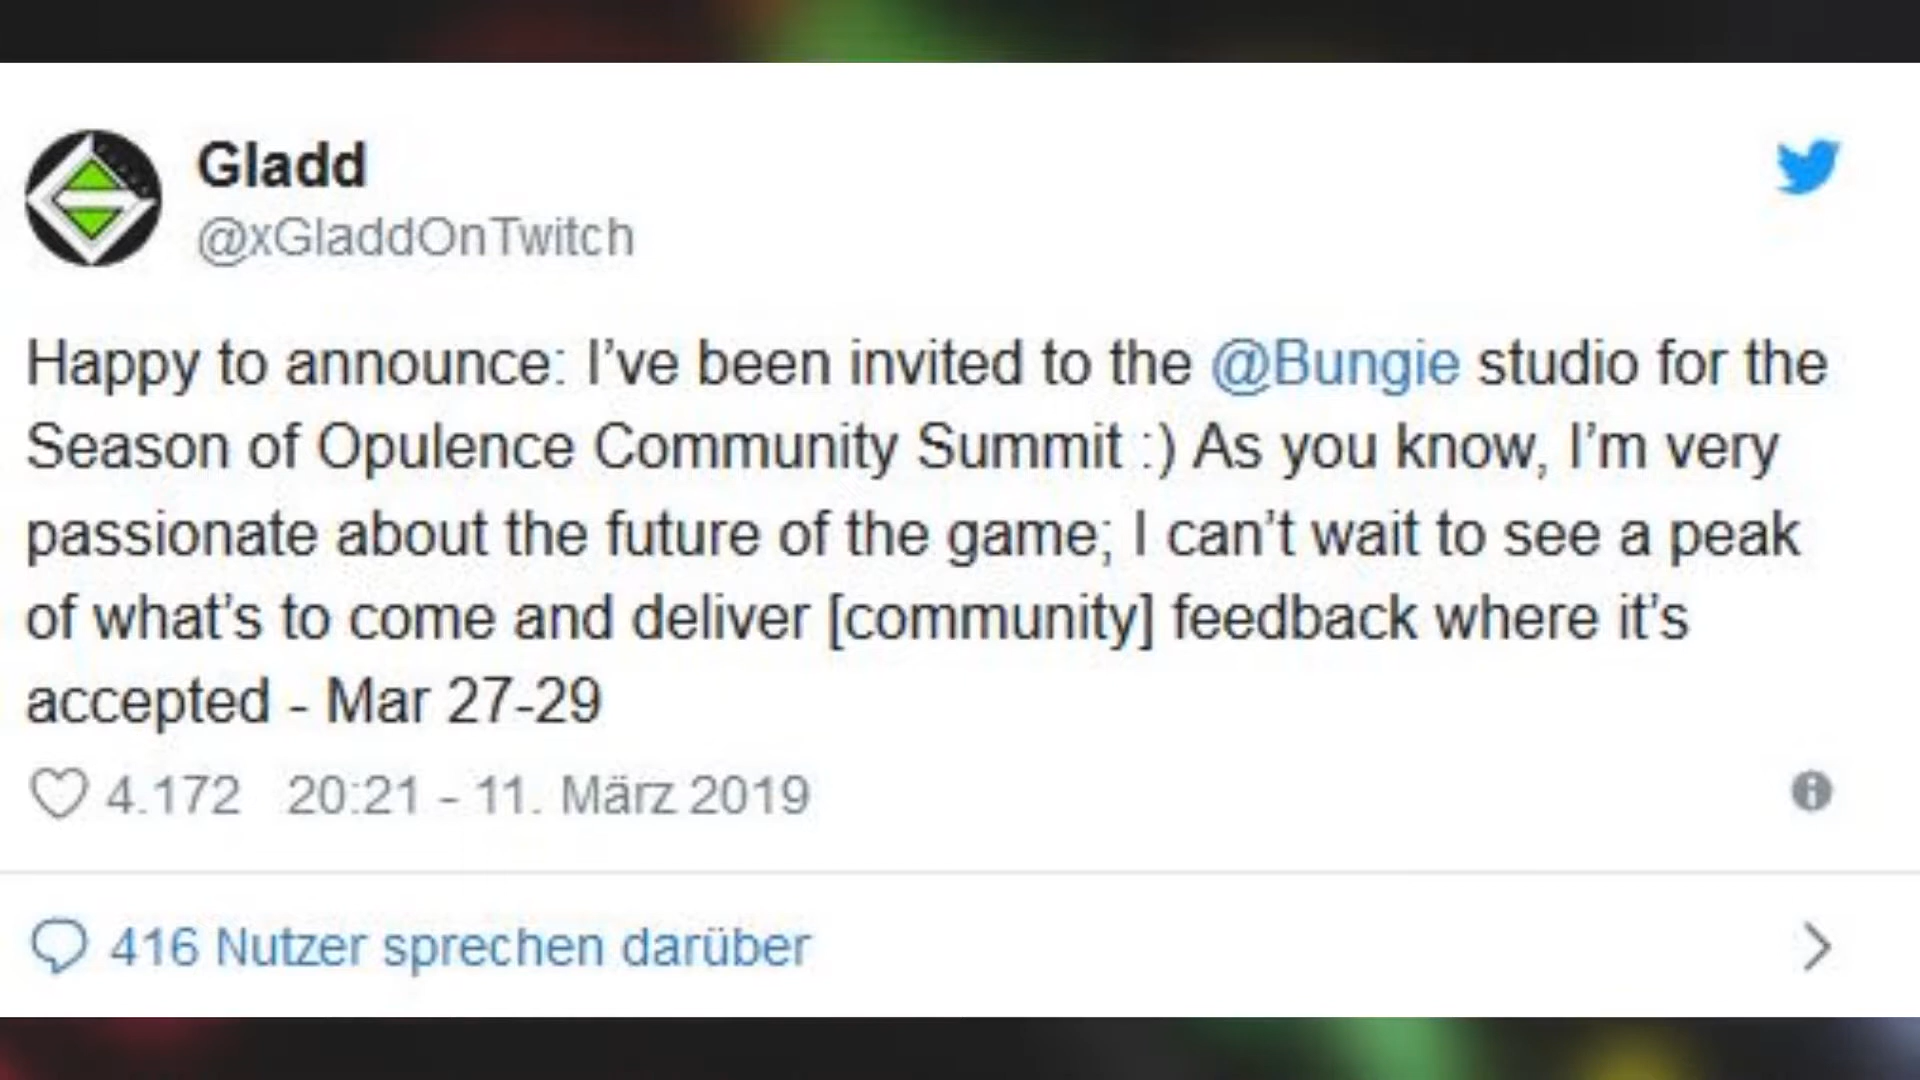 Gladd
@xGladdOnTwitch
Happy to announce: I’ve been invited to the @Bungie studio for the
Season of Opulence Community Summit :) As you know, I’m very
passionate about the future of the game; I can’t wait to see a peak
of what’s to come and deliver [community] feedback where it’s
accepted - Mar 27-29
4.172 20:21 - 11. März 2019
416 Nutzer sprechen darüber